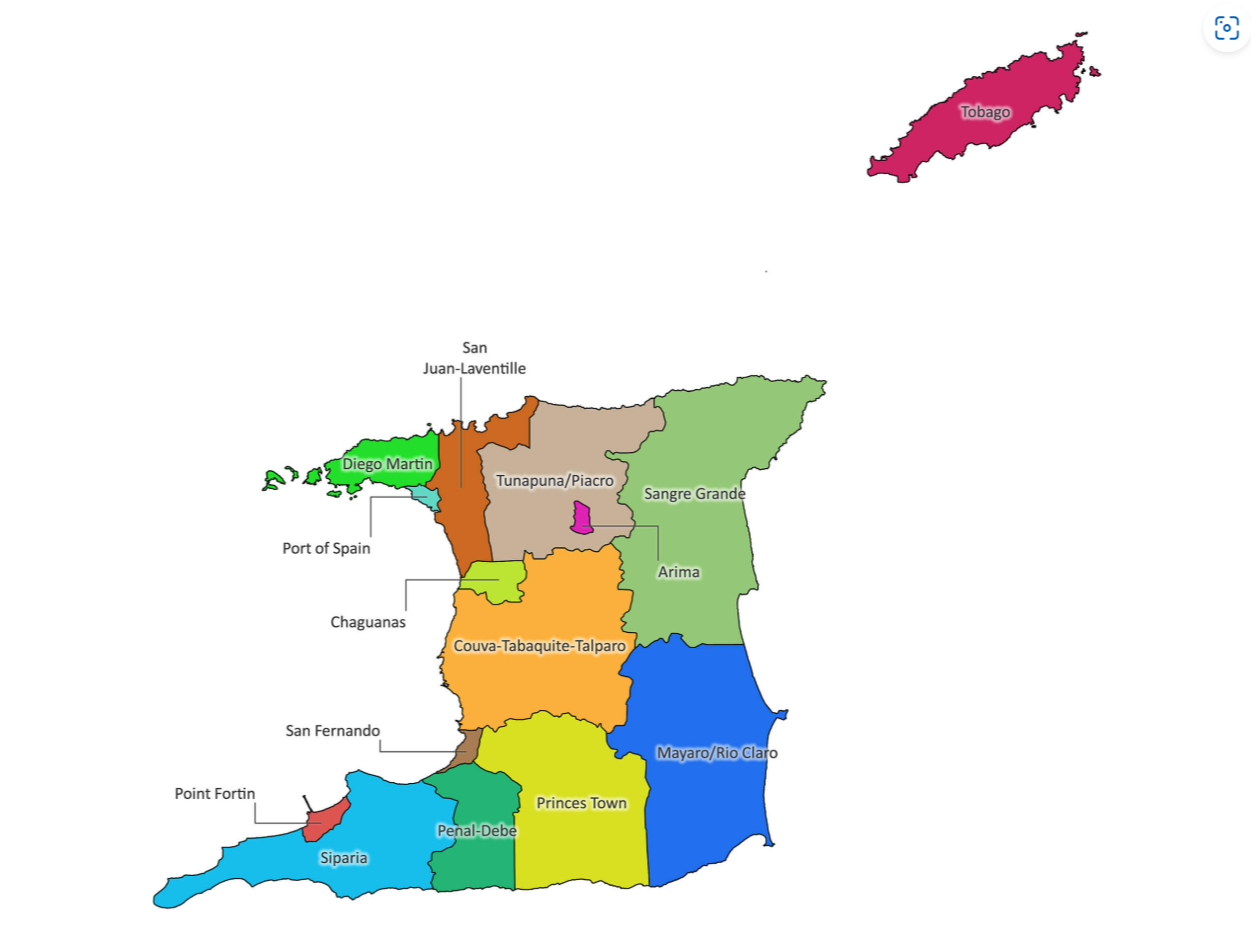 Tobago
San
Juan-Laventille
Diego Martin
Tunapuna/Piacro
Sangre Grande
Port of Spain
Arima
Chaguanas
Couva-Tabaquite-Talparo
San Fernando
Mayaro/Rio Claro
Point Fortin
Princes Town
Penal-Debe
Siparia